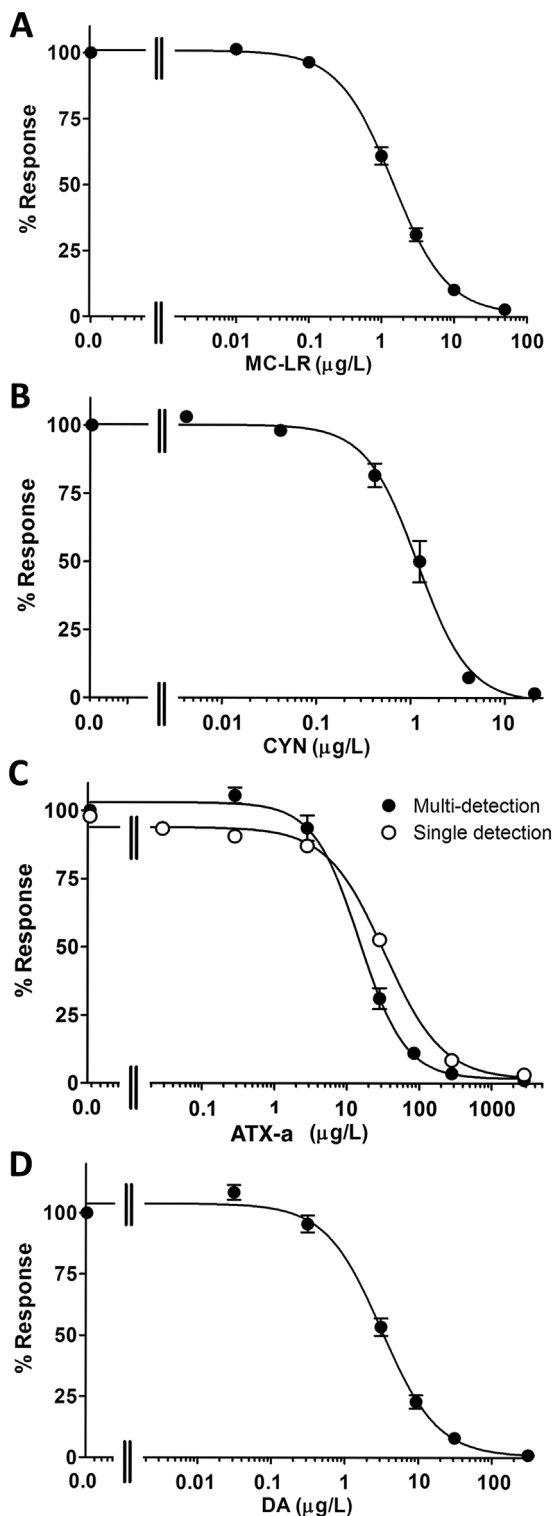 A
100
75
50
25
0
% Response
0.0 0.01 0.1 1 10 100
MC-LR (µg/L)
B
100
75
50
25
0
% Response
0.0 0.01 0.1 1 10
CYN (µg/L)
C
100
75
50
25
0
% Response
Multi-detection
Single detection
0.0 0.1 1 10 100 1000
ATX-a (µg/L)
D
100
75
50
25
0
% Response
0.0 0.01 0.1 1 10 100
DA (µg/L)